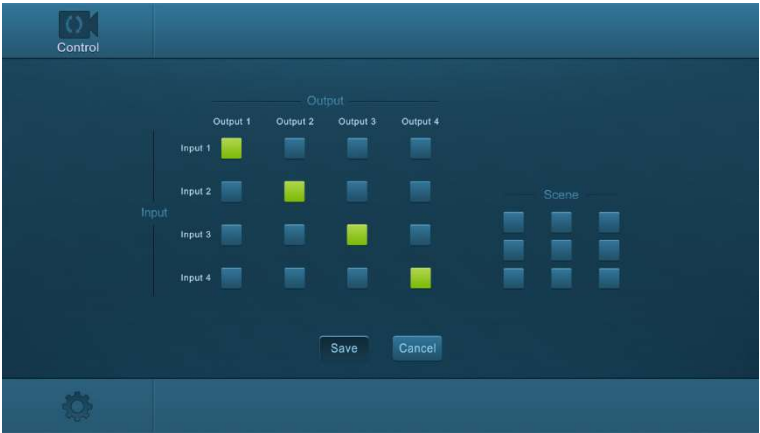 Control
Output
Output 1 Output 2 Output 3 Output 4
Input 1
Input 2
Scene
Input
Input 3
Input 4
Save Cancel